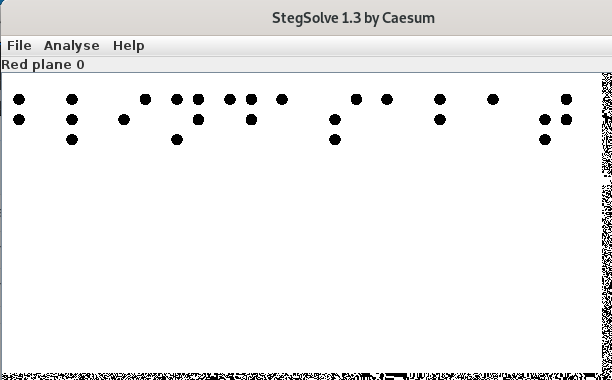 StegSolve 1.3 by Caesum
File Analyse Help
Red plane 0
⠃⠇⠊⠝⠙⠁⠎⠁⠃⠁⠞